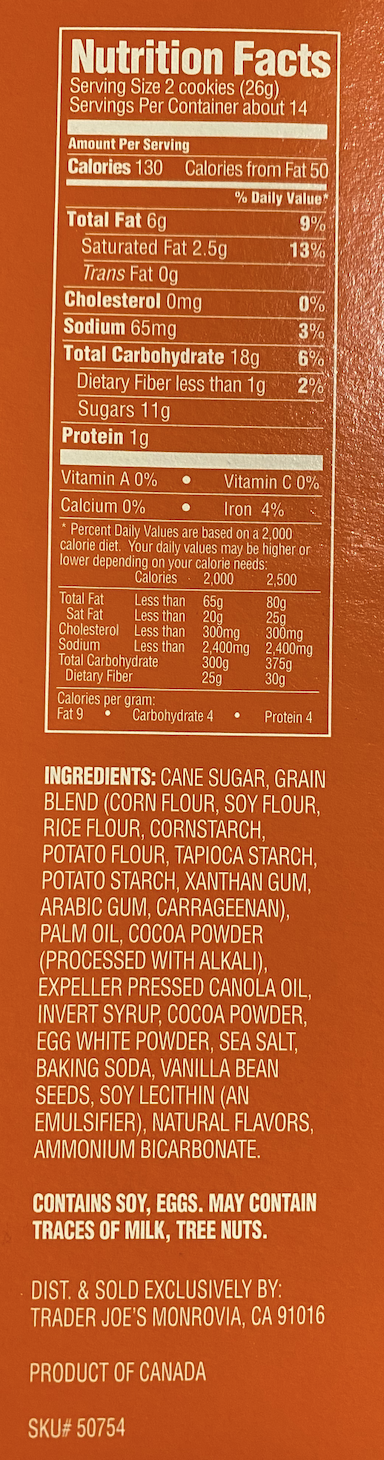 Nutrition Facts
Serving Size 2 cookies (26g)
Servings Per Container about 14
Amount Per Serving
Calories 130 Calories from Fat 50
% Daily Value*
Total Fat 6g 9%
Saturated Fat 2.5g 13%
Trans Fat 0g
Cholesterol 0mg 0%
Sodium 65mg 3%
Total Carbohydrate 18g 6%
Dietary Fiber less than 1g 2%
Sugars 11g
Protein 1g
Vitamin A 0% • Vitamin C 0%
Calcium 0% • Iron 4%
* Percent Daily Values are based on a 2,000
calorie diet. Your daily values may be higher or
lower depending on your calorie needs:
Calories 2,000 2,500
Total Fat Less than 65g 80g
Sat Fat Less than 20g 25g
Cholesterol Less than 300mg 300mg
Sodium Less than 2,400mg 2,400mg
Total Carbohydrate 300g 375g
Dietary Fiber 25g 30g
Calories per gram:
Fat 9 • Carbohydrate 4 • Protein 4
INGREDIENTS: CANE SUGAR, GRAIN
BLEND (CORN FLOUR, SOY FLOUR,
RICE FLOUR, CORNSTARCH,
POTATO FLOUR, TAPIOCA STARCH,
POTATO STARCH, XANTHAN GUM,
ARABIC GUM, CARRAGEENAN),
PALM OIL, COCOA POWDER
(PROCESSED WITH ALKALI),
EXPELLER PRESSED CANOLA OIL,
INVERT SYRUP, COCOA POWDER,
EGG WHITE POWDER, SEA SALT,
BAKING SODA, VANILLA BEAN
SEEDS, SOY LECITHIN (AN
EMULSIFIER), NATURAL FLAVORS,
AMMONIUM BICARBONATE.
CONTAINS SOY, EGGS. MAY CONTAIN
TRACES OF MILK, TREE NUTS.
DIST. & SOLD EXCLUSIVELY BY:
TRADER JOE'S MONROVIA, CA 91016
PRODUCT OF CANADA
SKU# 50754